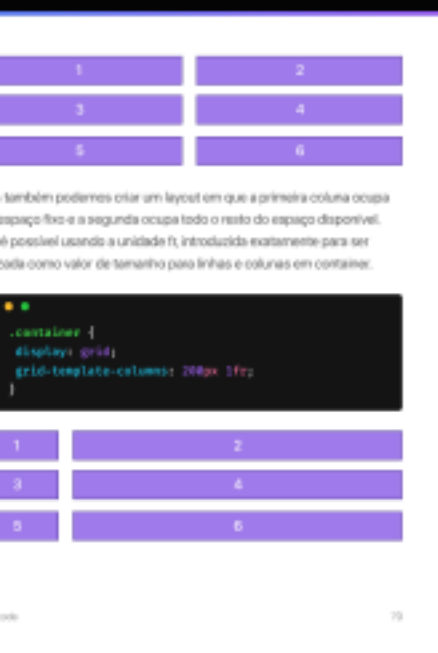 1 2
3 4
5 6
também podemos criar um layout em que a primeira coluna ocupa
espaço fixo e a segunda ocupa todo o resto do espaço disponível.
é possível usando a unidade fr, introduzida exatamente para ser
zada como valor de tamanho para linhas e colunas em container.
.container {
display: grid;
grid-template-columns: 200px 1fr;
}
1 2
3 4
5 6
79